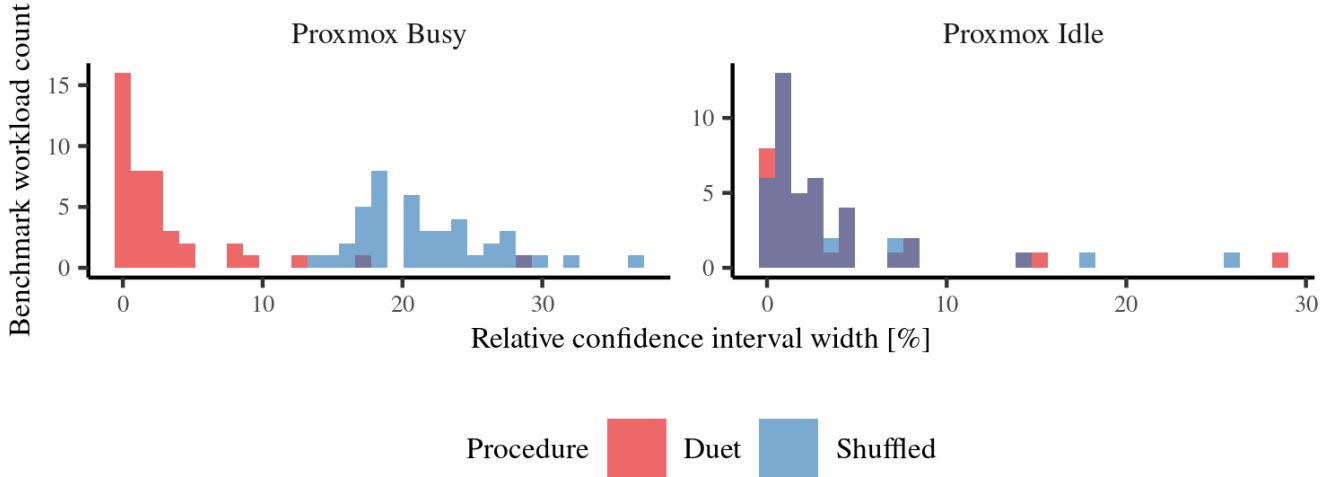 Proxmox Busy
Proxmox Idle
Benchmark workload count
15
10
5
0
0
10
20
30
10
5
0
0
10
20
30
Relative confidence interval width [%]
Procedure
Duet
Shuffled